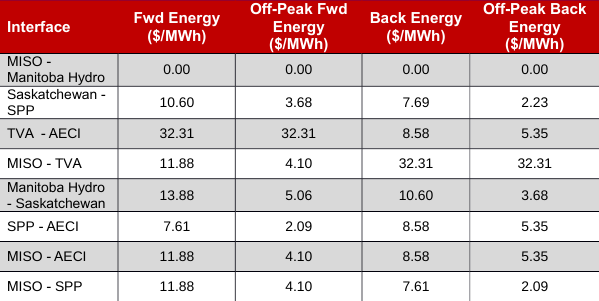 Interface Fwd Energy ($/MWh) Off-Peak Fwd Energy ($/MWh) Back Energy ($/MWh) Off-Peak Back Energy ($/MWh)
MISO - Manitoba Hydro 0.00 0.00 0.00 0.00
Saskatchewan - SPP 10.60 3.68 7.69 2.23
TVA - AECI 32.31 32.31 8.58 5.35
MISO - TVA 11.88 4.10 32.31 32.31
Manitoba Hydro - Saskatchewan 13.88 5.06 10.60 3.68
SPP - AECI 7.61 2.09 8.58 5.35
MISO - AECI 11.88 4.10 8.58 5.35
MISO - SPP 11.88 4.10 7.61 2.09